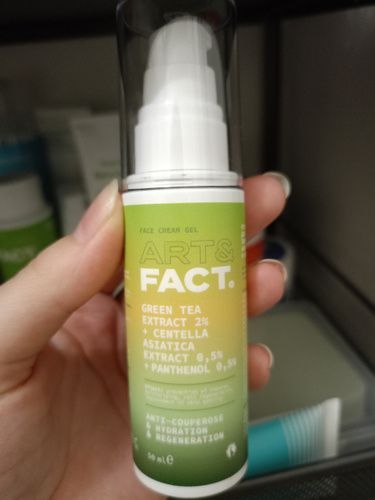 FACE CREAM GEL
ART&
FACT.
GREEN TEA
EXTRACT 2%
+ CENTELLA
ASIATICA
EXTRACT 0,5%
+ PANTHENOL 0,5%
ANTI-COUPEROSE
& HYDRATION
& REGENERATION
50 ml ℮
FACT.